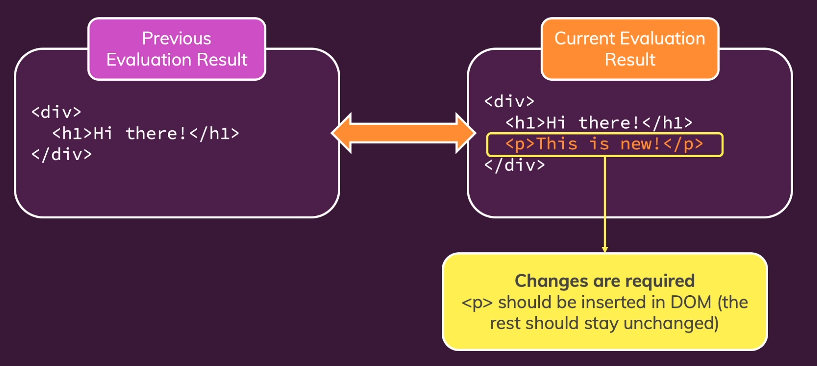 Previous
Evaluation Result
<div>
  <h1>Hi there!</h1>
</div>
Current Evaluation
Result
<div>
  <h1>Hi there!</h1>
  <p>This is new!</p>
</div>
Changes are required
<p> should be inserted in DOM (the
rest should stay unchanged)